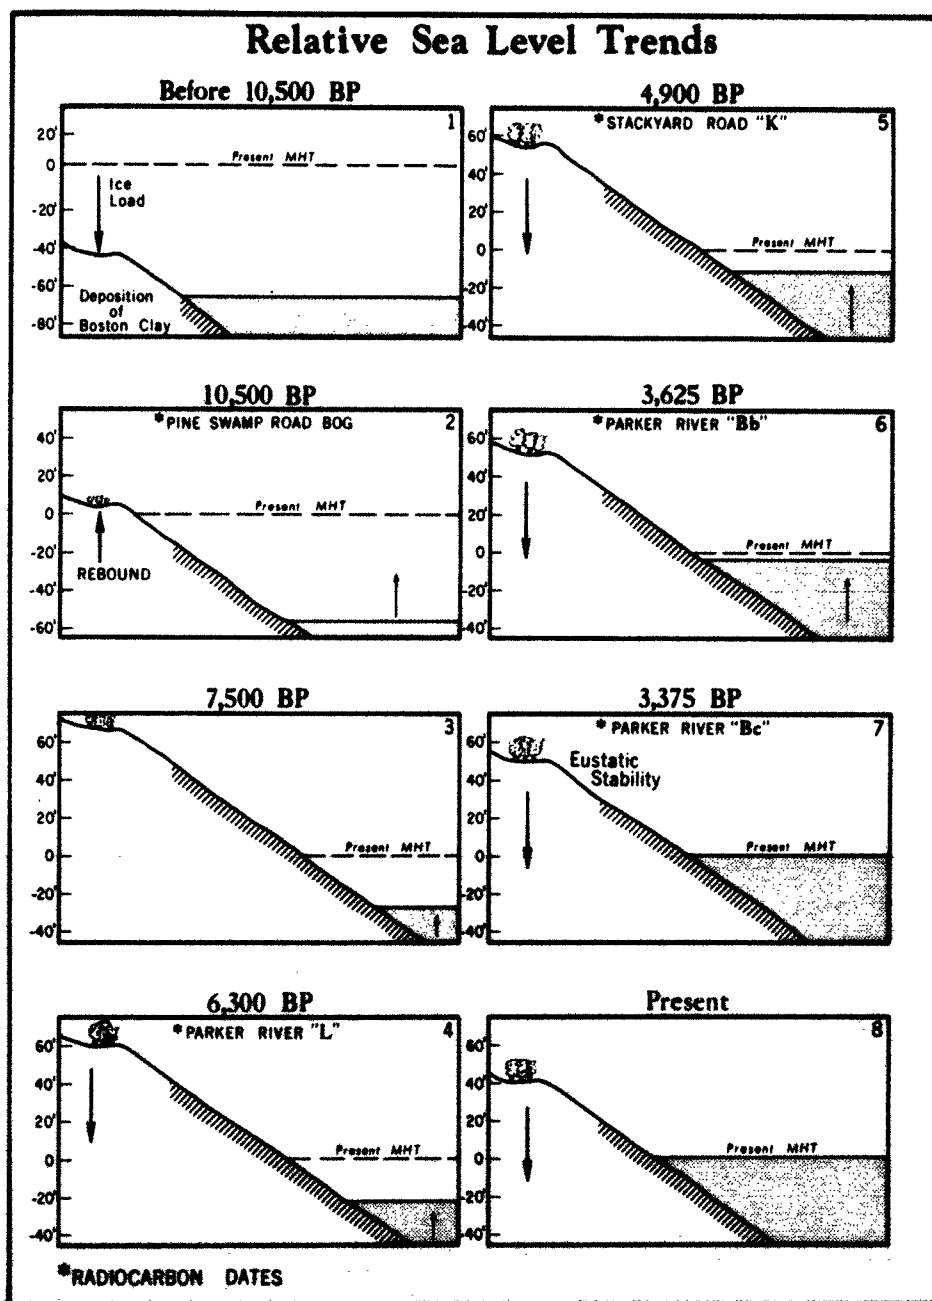 Relative Sea Level Trends
Before 10,500 BP
1
20'
0
-20'
-40'
-60'
-80'
Present MHT
Ice
Load
Deposition
of
Boston Clay
10,500 BP
*PINE SWAMP ROAD BOG
2
40'
20'
0
-20'
-40'
-60'
Present MHT
REBOUND
7,500 BP
3
60'
40'
20'
0
-20'
-40'
Present MHT
6,300 BP
*PARKER RIVER "L"
4
60'
40'
20'
0
-20'
-40'
Present MHT
4,900 BP
*STACKYARD ROAD "K"
5
60'
40'
20'
0
-20'
-40'
Present MHT
3,625 BP
*PARKER RIVER "Bb"
6
60'
40'
20'
0
-20'
-40'
Present MHT
3,375 BP
*PARKER RIVER "Bc"
7
60'
40'
20'
0
-20'
-40'
Eustatic
Stability
Present MHT
Present
8
60'
40'
20'
0
-20'
-40'
Present MHT
*RADIOCARBON DATES